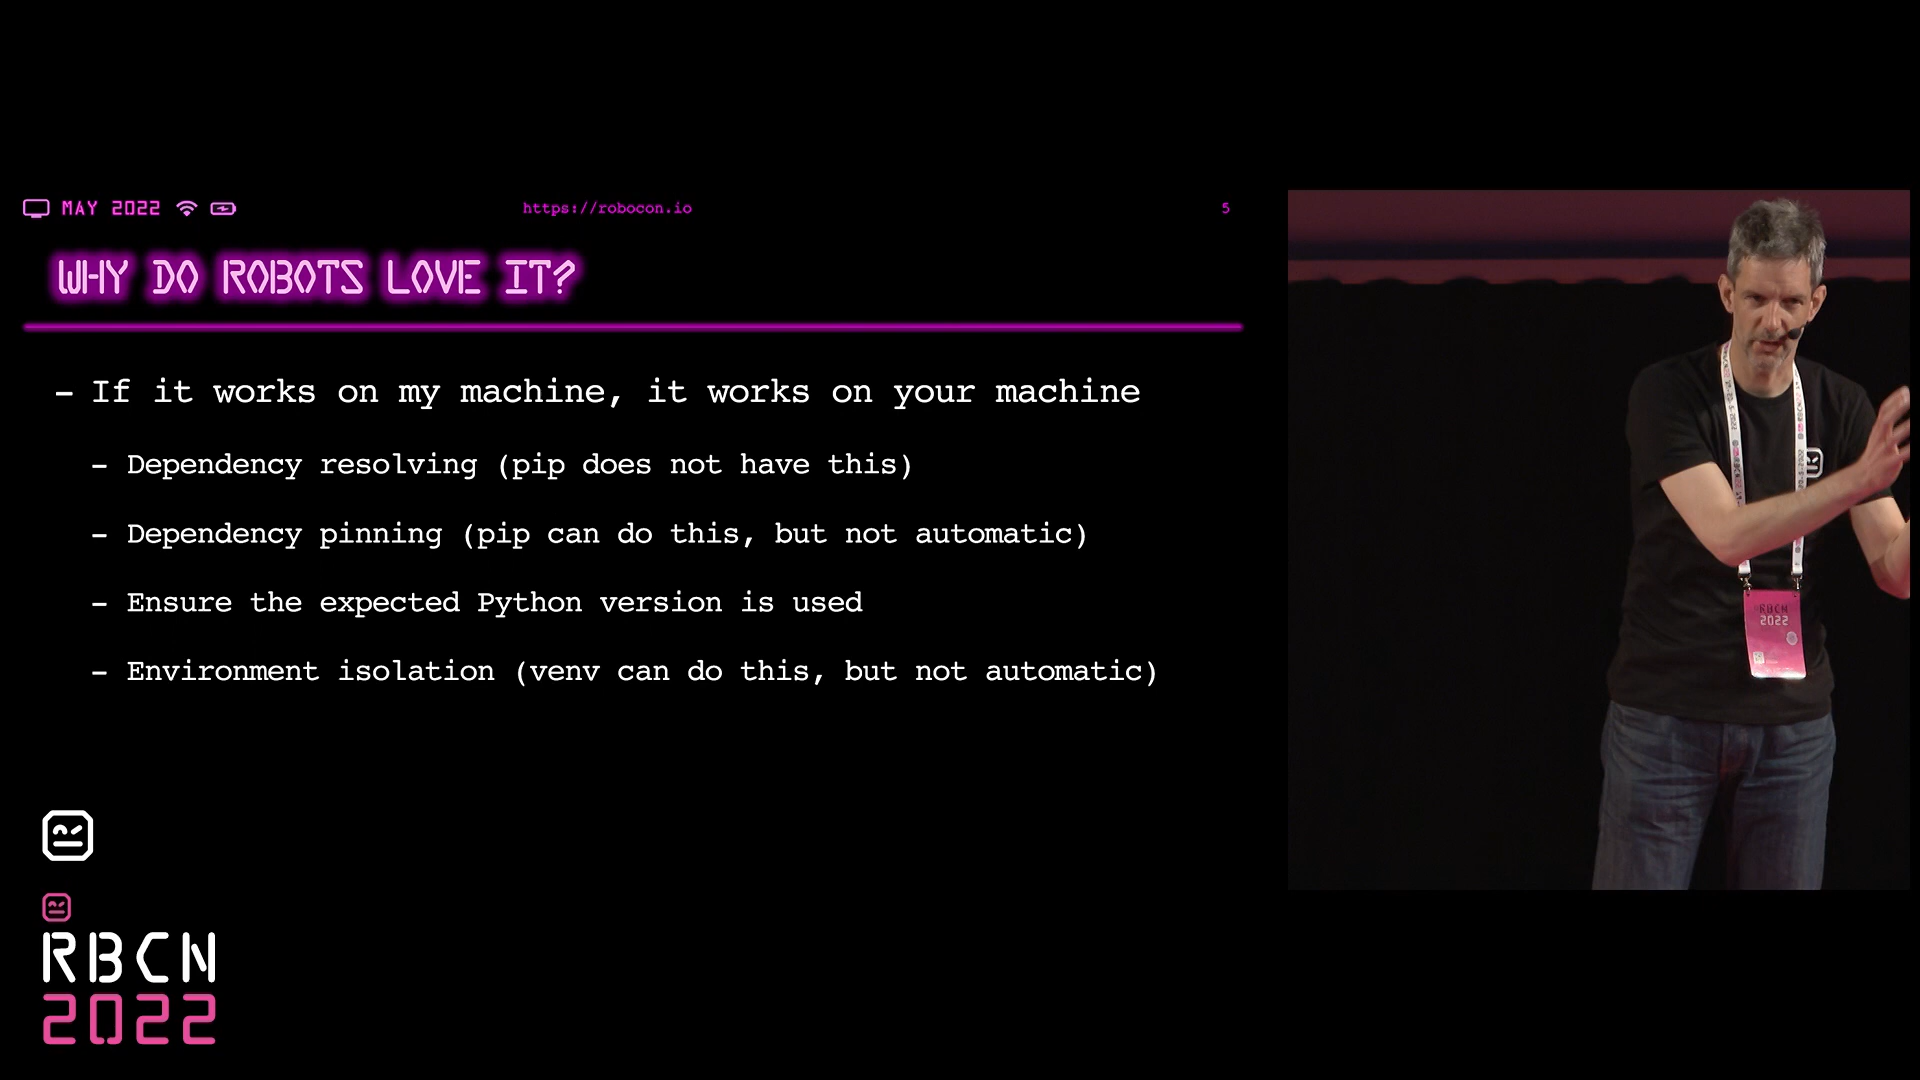 MAY 2022
https://robocon.io
5
WHY DO ROBOTS LOVE IT?
– If it works on my machine, it works on your machine
– Dependency resolving (pip does not have this)
– Dependency pinning (pip can do this, but not automatic)
– Ensure the expected Python version is used
– Environment isolation (venv can do this, but not automatic)
RBCN
2022
RBCN
2022